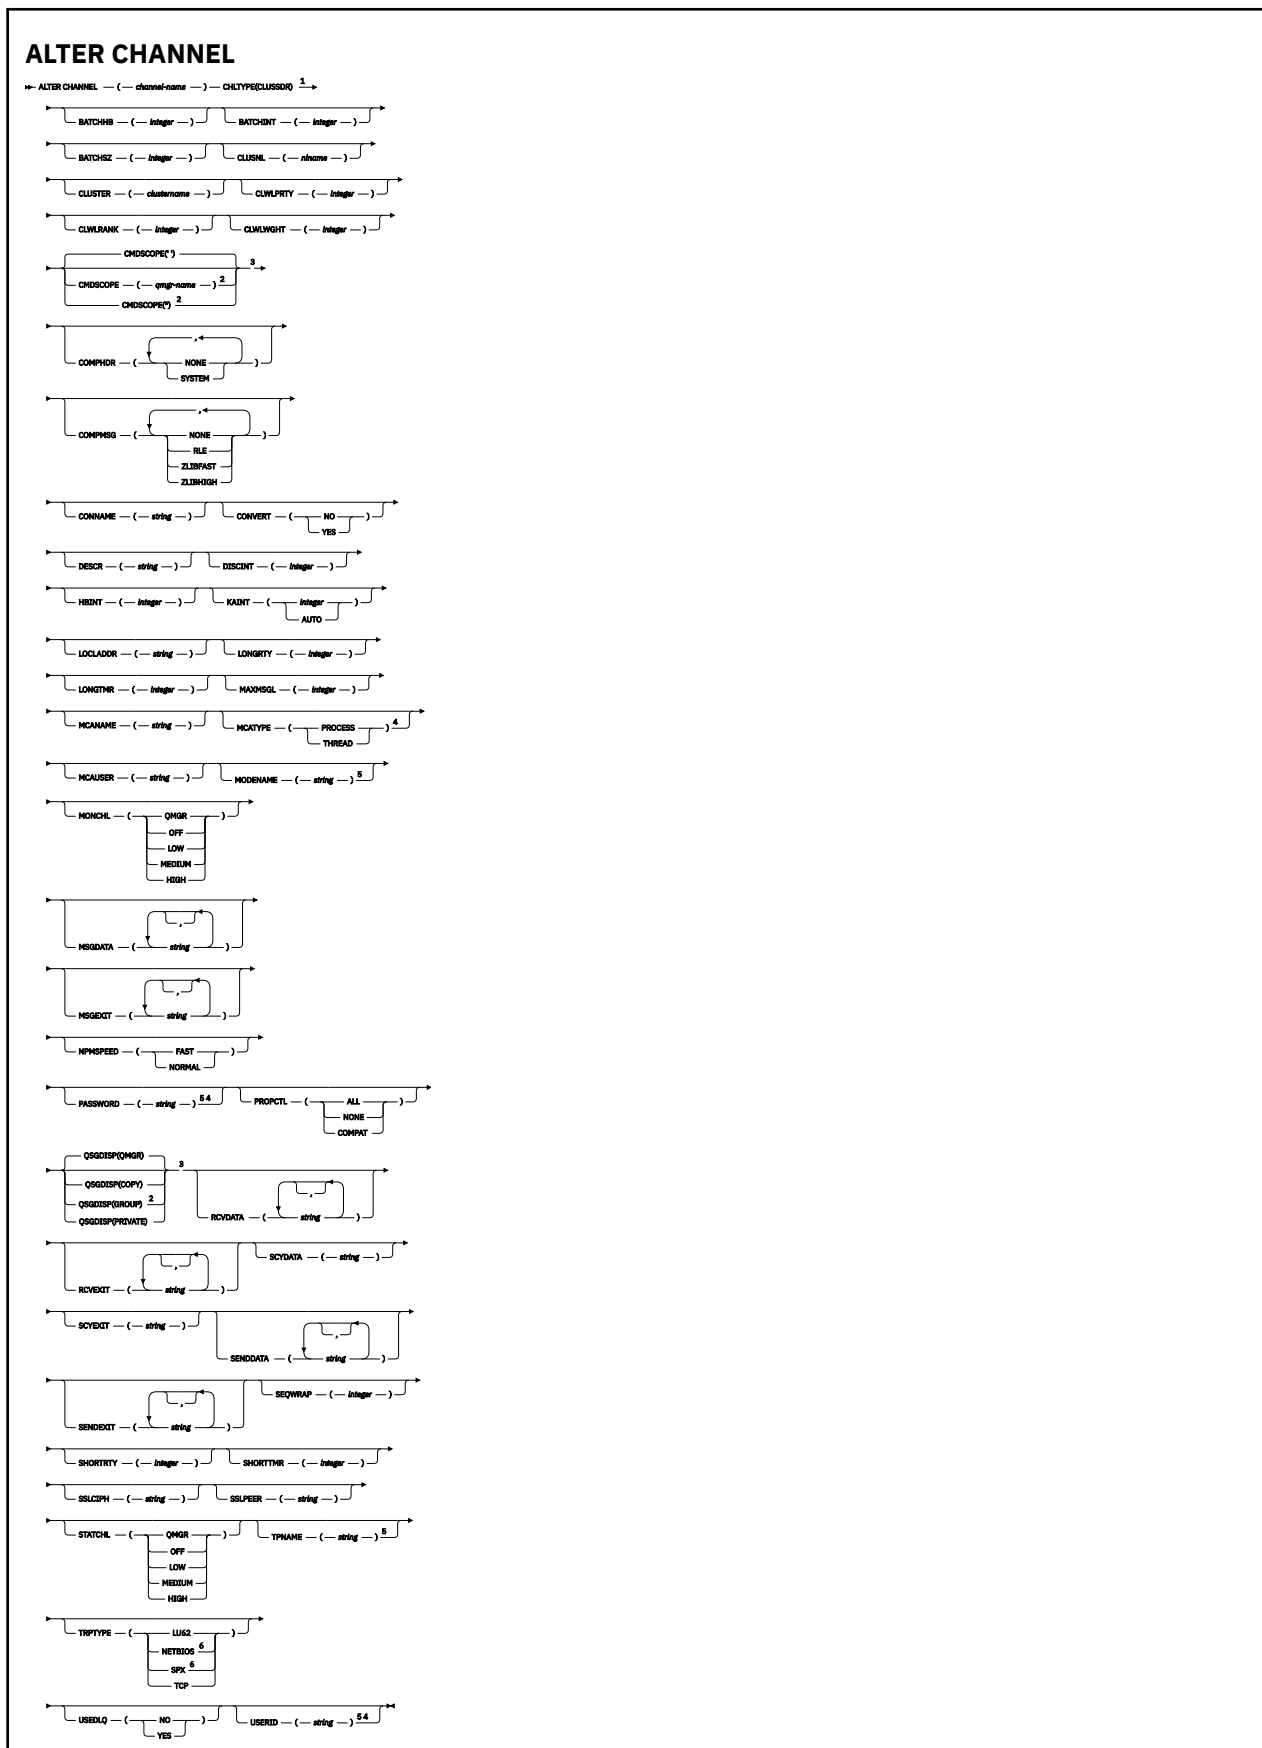 ALTER CHANNEL
ALTER CHANNEL ( channel-name ) CHLTYPE(CLUSSDR) 1
BATCHHB ( integer ) BATCHINT ( integer )
BATCHSZ ( integer ) CLUSNL ( nlname )
CLUSTER ( clustername ) CLWLPRTY ( integer )
CLWLRANK ( integer ) CLWLWGHT ( integer )
CMDSCOPE(' ')
3
CMDSCOPE ( qmgr-name ) 2
CMDSCOPE(*) 2
,
COMPHDR ( NONE )
SYSTEM
,
COMPMSG ( NONE )
RLE
ZLIBFAST
ZLIBHIGH
CONNAME ( string ) CONVERT ( NO )
YES
DESCR ( string ) DISCINT ( integer )
HBINT ( integer ) KAINT ( integer )
AUTO
LOCLADDR ( string ) LONGRTY ( integer )
LONGTMR ( integer ) MAXMSGL ( integer )
MCANAME ( string ) MCATYPE ( PROCESS ) 4
THREAD
MCAUSER ( string ) MODENAME ( string ) 5
MONCHL ( QMGR )
OFF
LOW
MEDIUM
HIGH
,
MSGDATA ( string )
,
MSGEXIT ( string )
NPMSPEED ( FAST )
NORMAL
PASSWORD ( string ) 5 4 PROPCTL ( ALL )
NONE
COMPAT
QSGDISP(QMGR)
3
QSGDISP(COPY) ,
QSGDISP(GROUP) 2
QSGDISP(PRIVATE) RCVDATA ( string )
, SCYDATA ( string )
RCVEXIT ( string )
SCYEXIT ( string ) ,
SENDDATA ( string )
, SEQWRAP ( integer )
SENDEXIT ( string )
SHORTRTY ( integer ) SHORTTMR ( integer )
SSLCIPH ( string ) SSLPEER ( string )
STATCHL ( QMGR ) TPNAME ( string ) 5
OFF
LOW
MEDIUM
HIGH
TRPTYPE ( LU62 )
NETBIOS 6
SPX 6
TCP
USEDLQ ( NO ) USERID ( string ) 5 4
YES